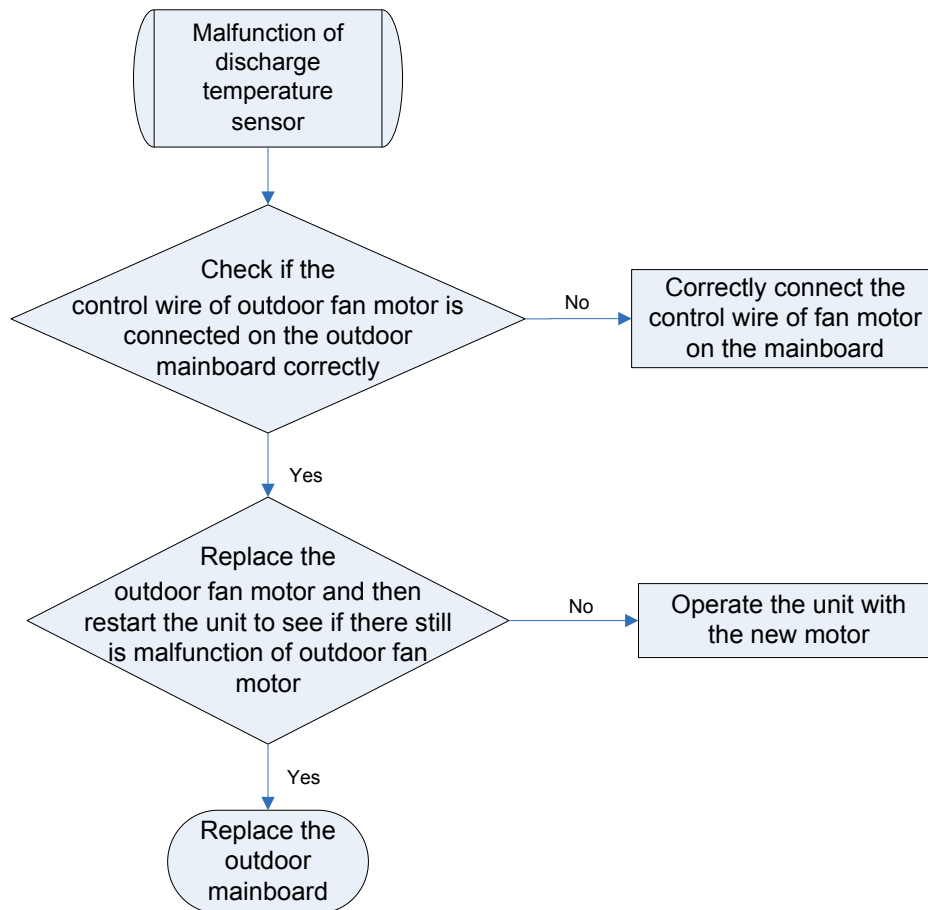 Malfunction of
discharge
temperature
sensor
Check if the
control wire of outdoor fan motor is
connected on the outdoor
mainboard correctly
No
Correctly connect the
control wire of fan motor
on the mainboard
Yes
Replace the
outdoor fan motor and then
restart the unit to see if there still
is malfunction of outdoor fan
motor
No
Operate the unit with
the new motor
Yes
Replace the
outdoor
mainboard